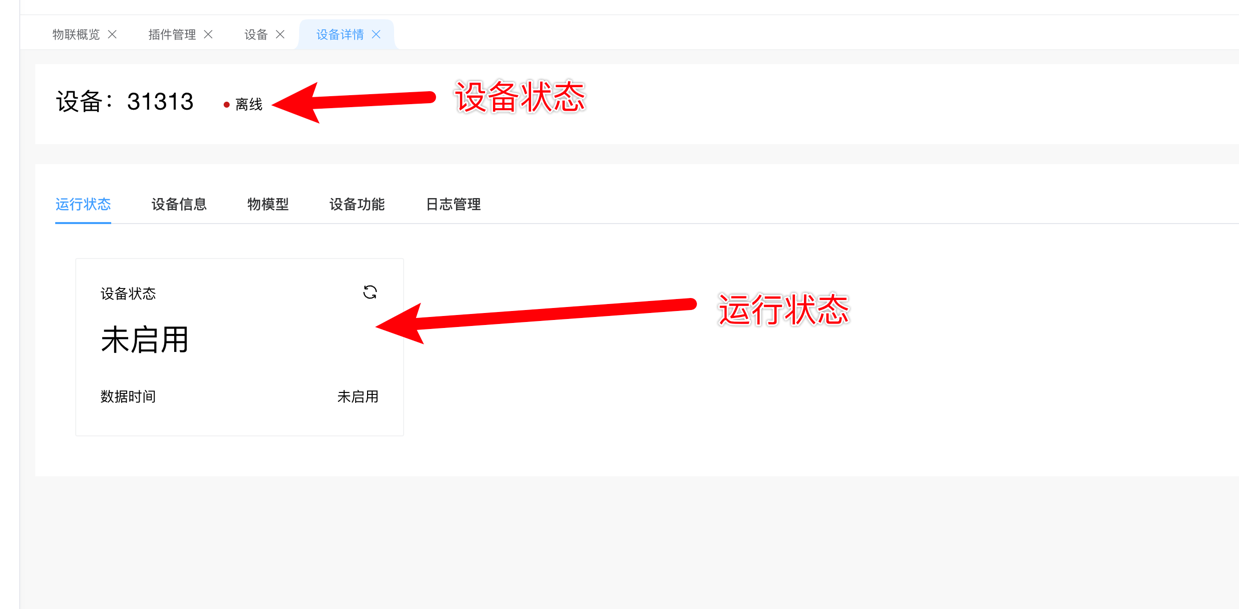 物联概览 插件管理 设备 设备详情
设备：31313 离线 设备状态
运行状态 设备信息 物模型 设备功能 日志管理
设备状态
未启用
运行状态
数据时间 未启用